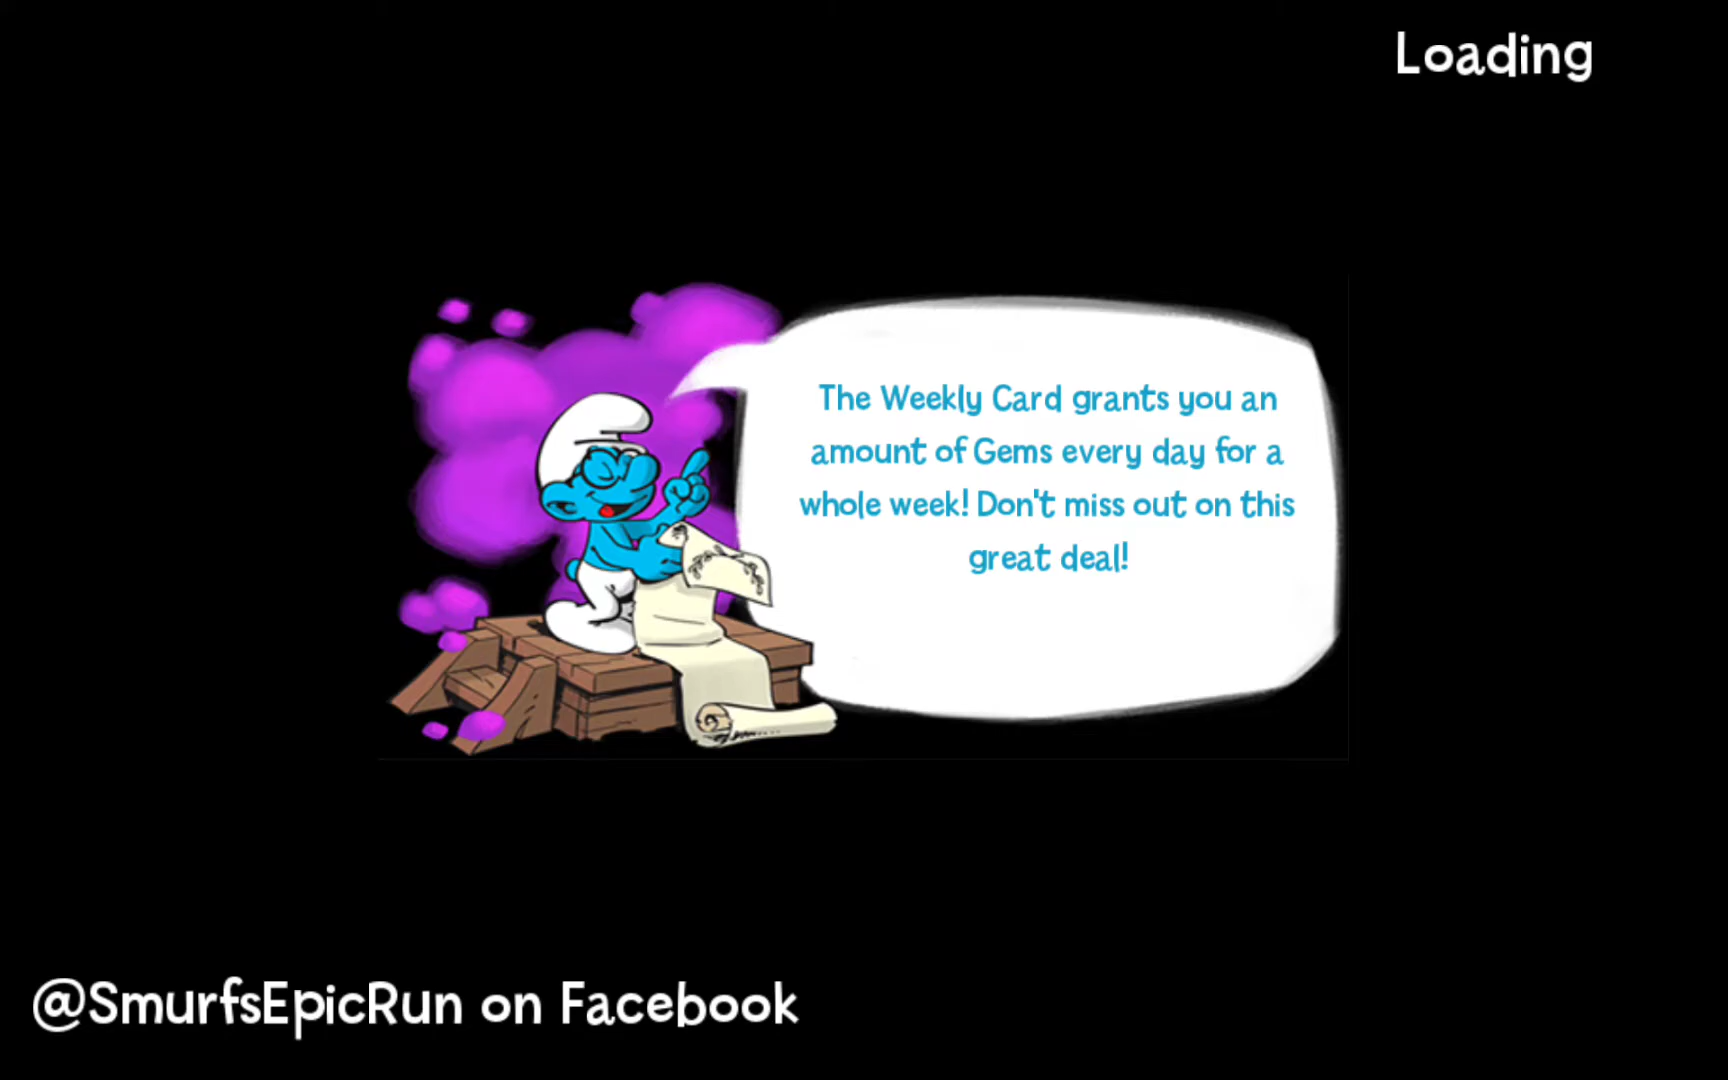 Loading
The Weekly Card grants you an
amount of Gems every day for a
whole week! Don't miss out on this
great deal!
@SmurfsEpicRun on Facebook